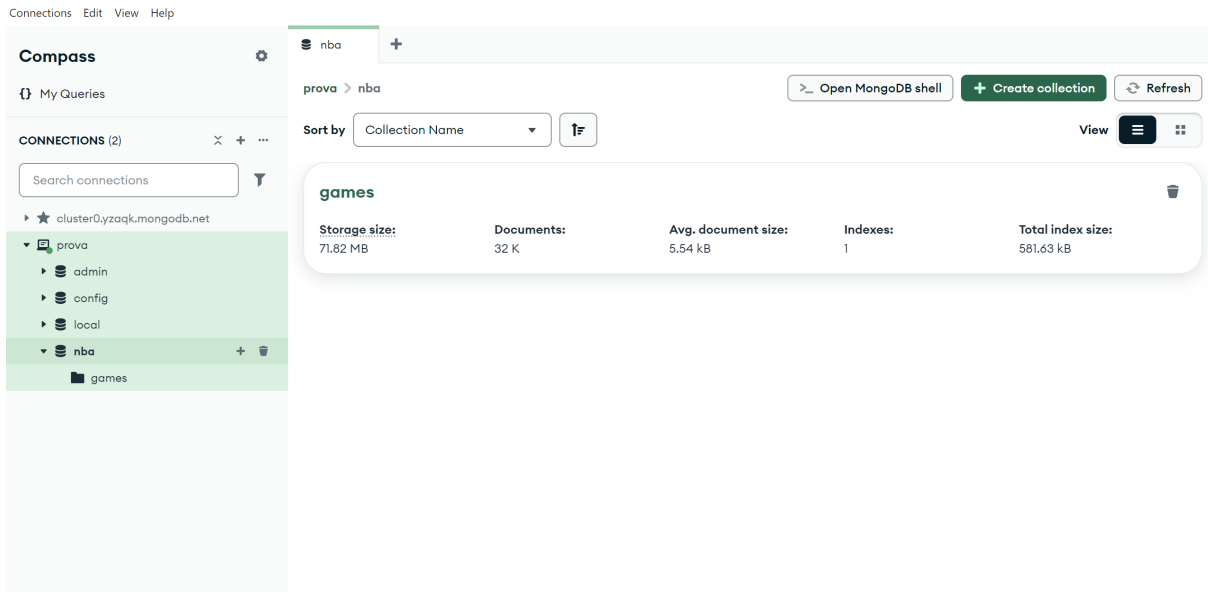 Connections Edit View Help
Compass
nba
prova > nba
>_ Open MongoDB shell
+ Create collection
Refresh
{} My Queries
Sort by
Collection Name
View
CONNECTIONS (2)
Search connections
cluster0.yzaqk.mongodb.net
prova
admin
config
local
nba
games
games
Storage size: Documents: Avg. document size: Indexes: Total index size:
71.82 MB 32 K 5.54 kB 1 581.63 kB